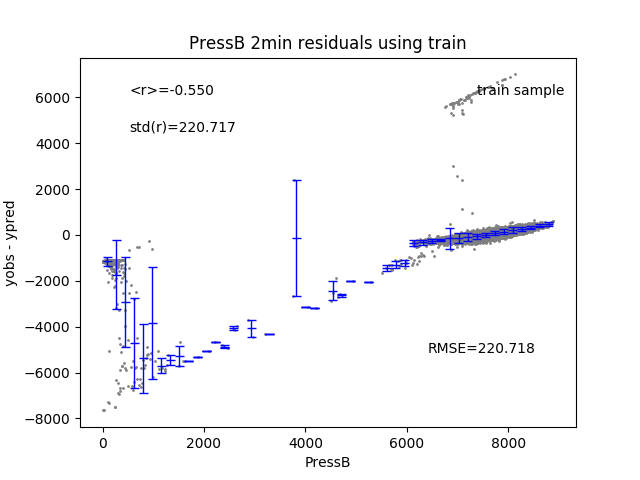 PressB 2min residuals using train
<r>=-0.550
train sample
std(r)=220.717
RMSE=220.718
yobs - ypred
6000
4000
2000
0
−2000
−4000
−6000
−8000
0 2000 4000 6000 8000
PressB